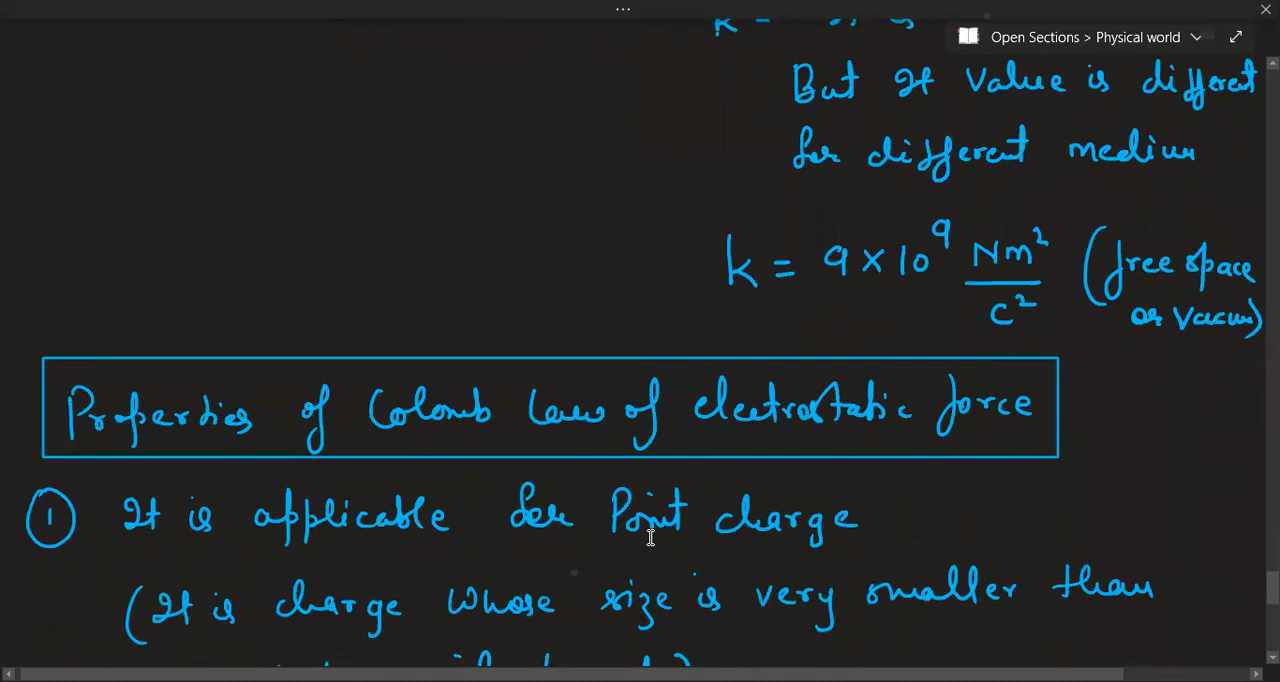 Open Sections > Physical world
But It value is different
for different medium
k = 9 × 10⁹ Nm²/C² (free space
or vacum)
Properties of Colomb Law of electrostatic force
① It is applicable for Point charge
(It is charge whose size is very smaller than